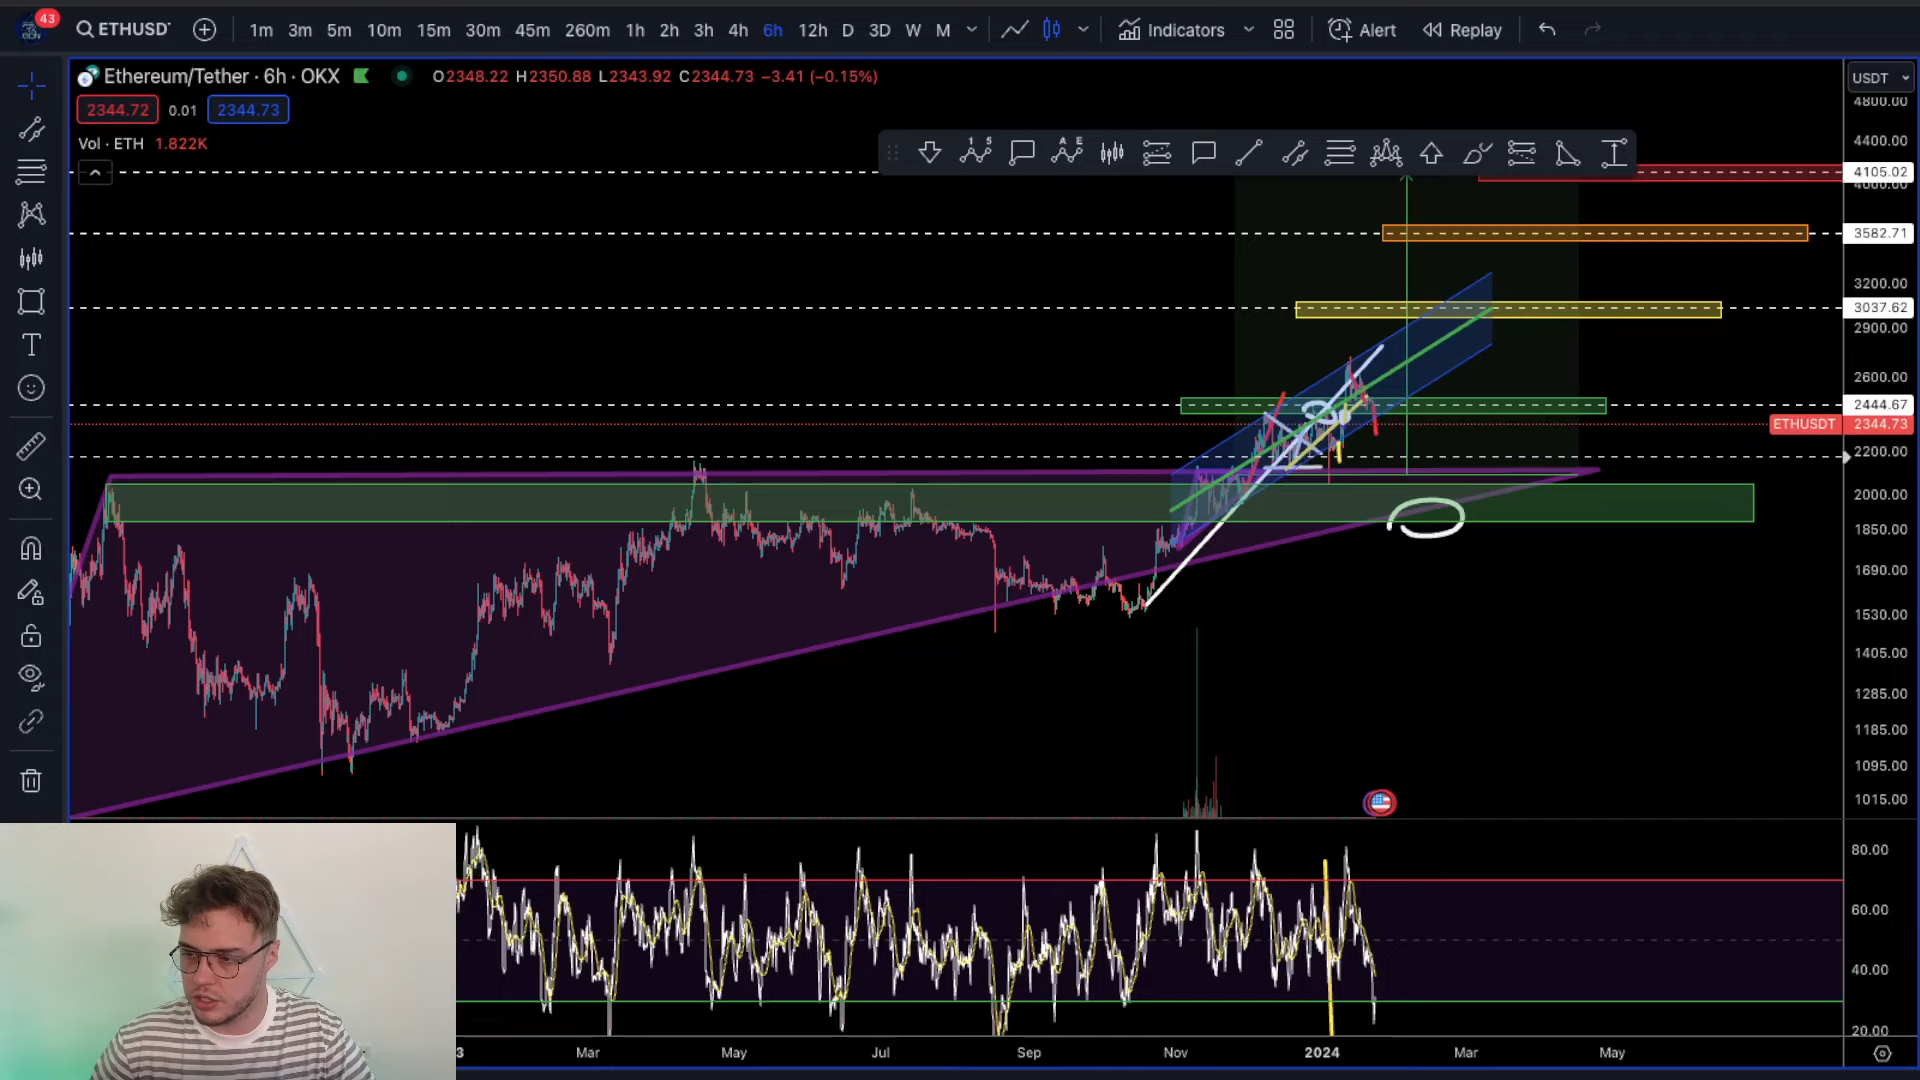 43
ETHUSDT
1m 3m 5m 10m 15m 30m 45m 260m 1h 2h 3h 4h 6h 12h D 3D W M
Indicators
Alert
Replay
Ethereum/Tether · 6h · OKX
O2348.22 H2350.88 L2343.92 C2344.73 −3.41 (−0.15%)
2344.72 0.01 2344.73
Vol · ETH 1.822K
USDT
4800.00
4400.00
4105.02
4000.00
3582.71
3200.00
3037.62
2900.00
2600.00
2444.67
ETHUSDT 2344.73
2200.00
2000.00
1850.00
1690.00
1530.00
1405.00
1285.00
1185.00
1095.00
1015.00
80.00
60.00
40.00
20.00
3 Mar May Jul Sep Nov 2024 Mar May